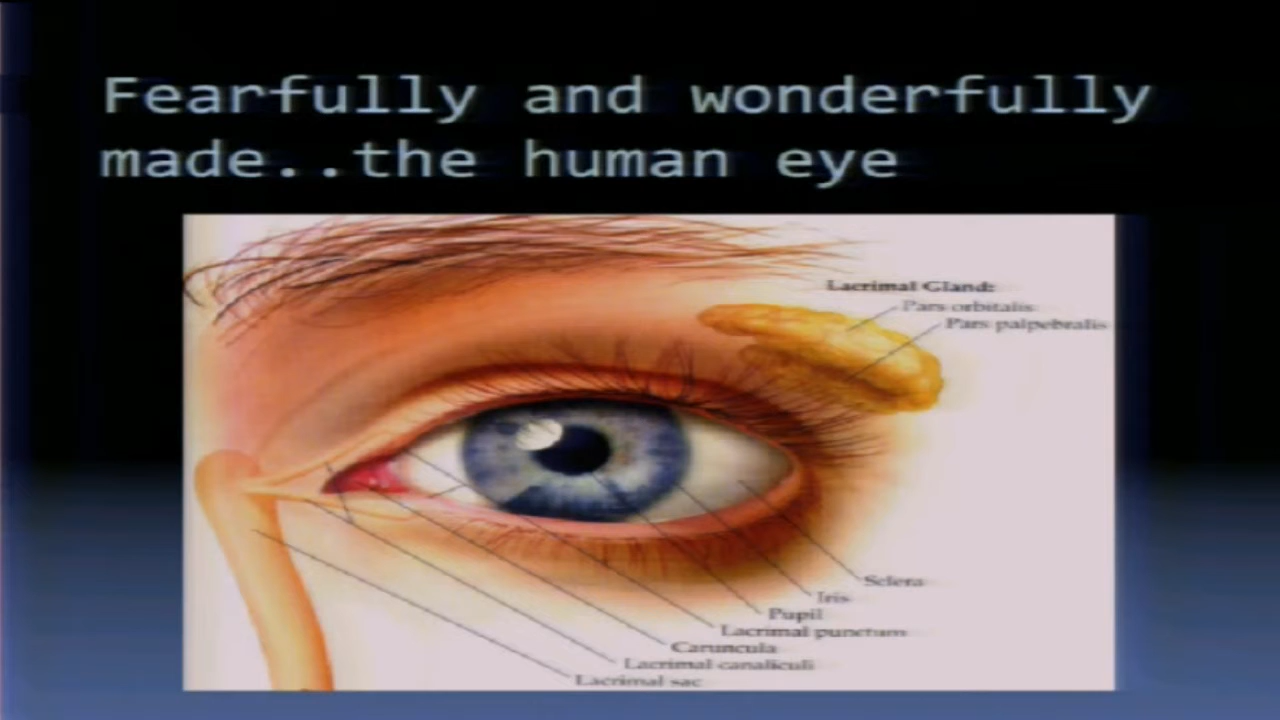 Fearfully and wonderfully
made..the human eye
Lacrimal Gland:
Pars orbitalis
Pars palpebralis
Sclera
Iris
Pupil
Lacrimal punctum
Caruncula
Lacrimal canaliculi
Lacrimal sac